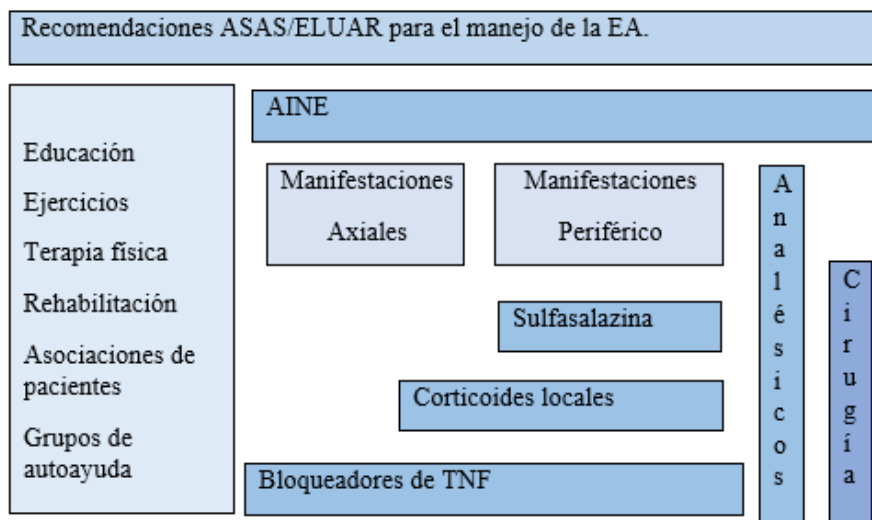 Recomendaciones ASAS/ELUAR para el manejo de la EA.
Educación
Ejercicios
Terapia física
Rehabilitación
Asociaciones de
pacientes
Grupos de
autoayuda
AINE
Manifestaciones
Axiales
Manifestaciones
Periférico
Sulfasalazina
Corticoides locales
Bloqueadores de TNF
A
n
a
l
é
s
i
c
o
s
C
i
r
u
g
í
a